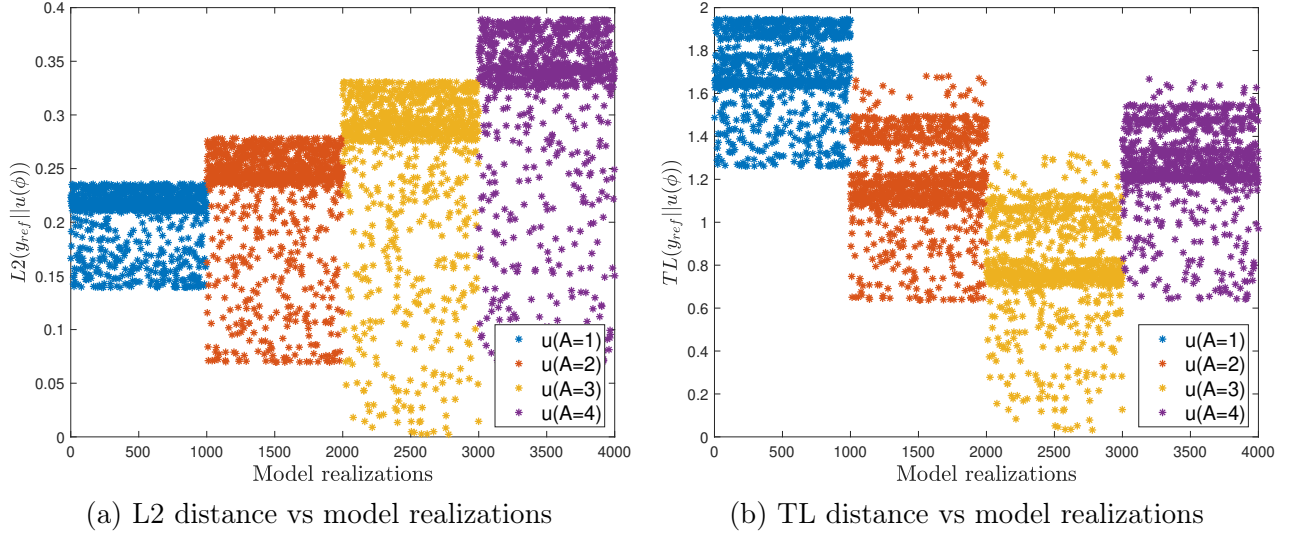 0.4
0.35
0.3
0.25
0.2
0.15
0.1
0.05
0
L2(y_{ref}||u(ϕ))
0 500 1000 1500 2000 2500 3000 3500 4000
Model realizations
u(A=1)
u(A=2)
u(A=3)
u(A=4)
(a) L2 distance vs model realizations
2
1.8
1.6
1.4
1.2
1
0.8
0.6
0.4
0.2
0
TL(y_{ref}||u(ϕ))
0 500 1000 1500 2000 2500 3000 3500 4000
Model realizations
u(A=1)
u(A=2)
u(A=3)
u(A=4)
(b) TL distance vs model realizations